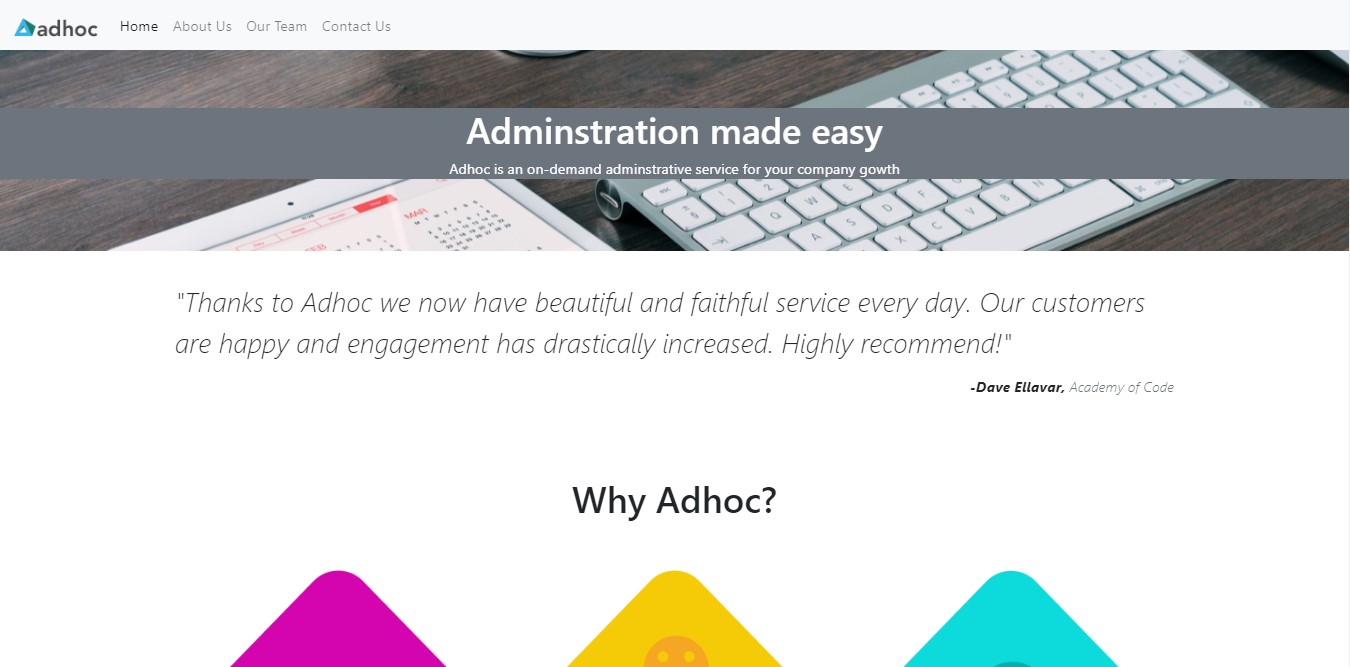 adhoc Home About Us Our Team Contact Us
Adminstration made easy
Adhoc is an on-demand adminstrative service for your company gowth
MAR
FEB
Q W E
A S D F G H J K
X C V B N M
"Thanks to Adhoc we now have beautiful and faithful service every day. Our customers
are happy and engagement has drastically increased. Highly recommend!"
-Dave Ellavar, Academy of Code
Why Adhoc?